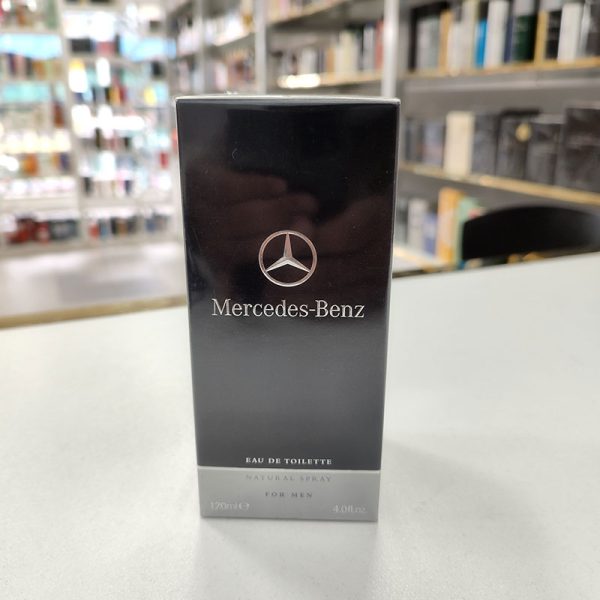 Mercedes-Benz
EAU DE TOILETTE
NATURAL SPRAY
FOR MEN
120ml℮ 4.0fl.oz